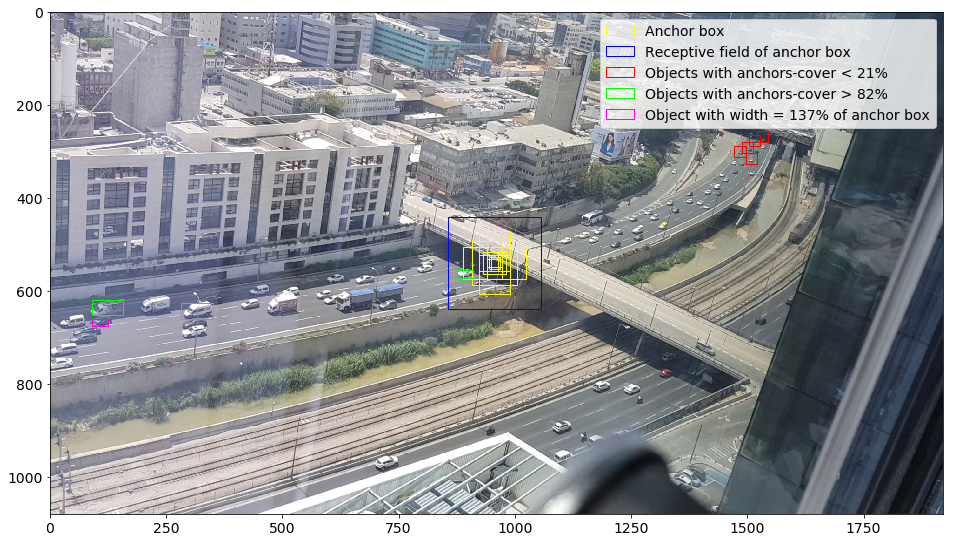 Anchor box
Receptive field of anchor box
Objects with anchors-cover < 21%
Objects with anchors-cover > 82%
Object with width = 137% of anchor box
0
200
400
600
800
1000
0
250
500
750
1000
1250
1500
1750